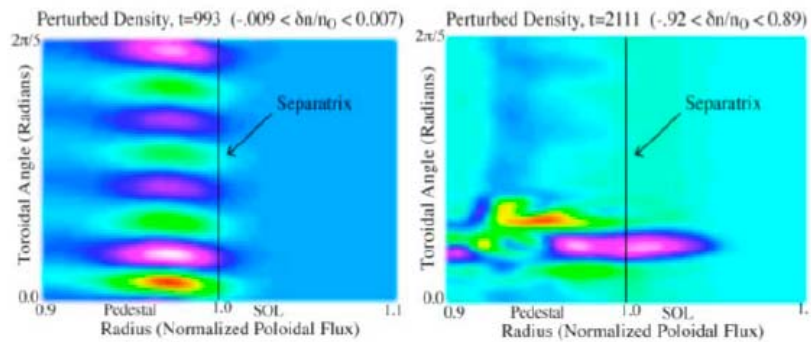 Perturbed Density, t=993 (-.009 < δn/n₀ < 0.007)
2π/5
Toroidal Angle (Radians)
Separatrix
0.0
0.9 Pedestal 1.0 SOL 1.1
Radius (Normalized Poloidal Flux)
Perturbed Density, t=2111 (-.92 < δn/n₀ < 0.89)
2π/5
Toroidal Angle (Radians)
Separatrix
0.0
0.9 Pedestal 1.0 SOL 1.
Radius (Normalized Poloidal Flux)